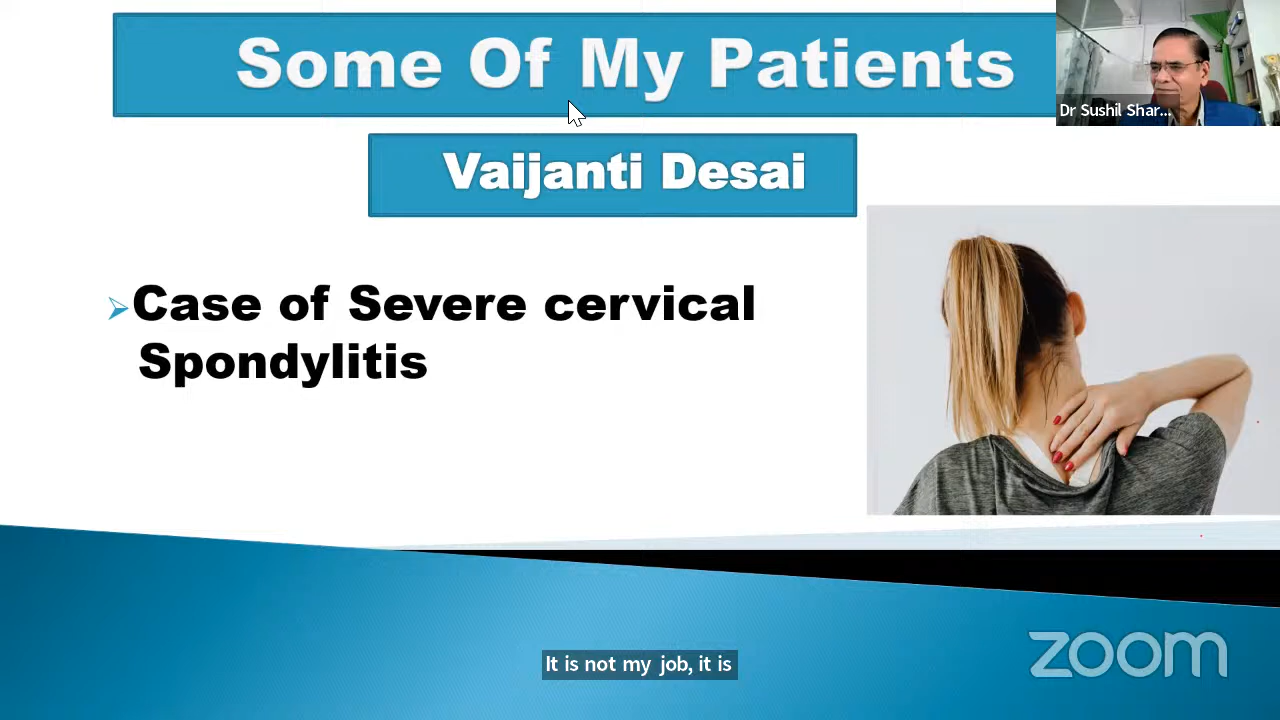 Some Of My Patients
Dr Sushil Shar...
Vaijanti Desai
Case of Severe cervical
Spondylitis
It is not my job, it is
zoom